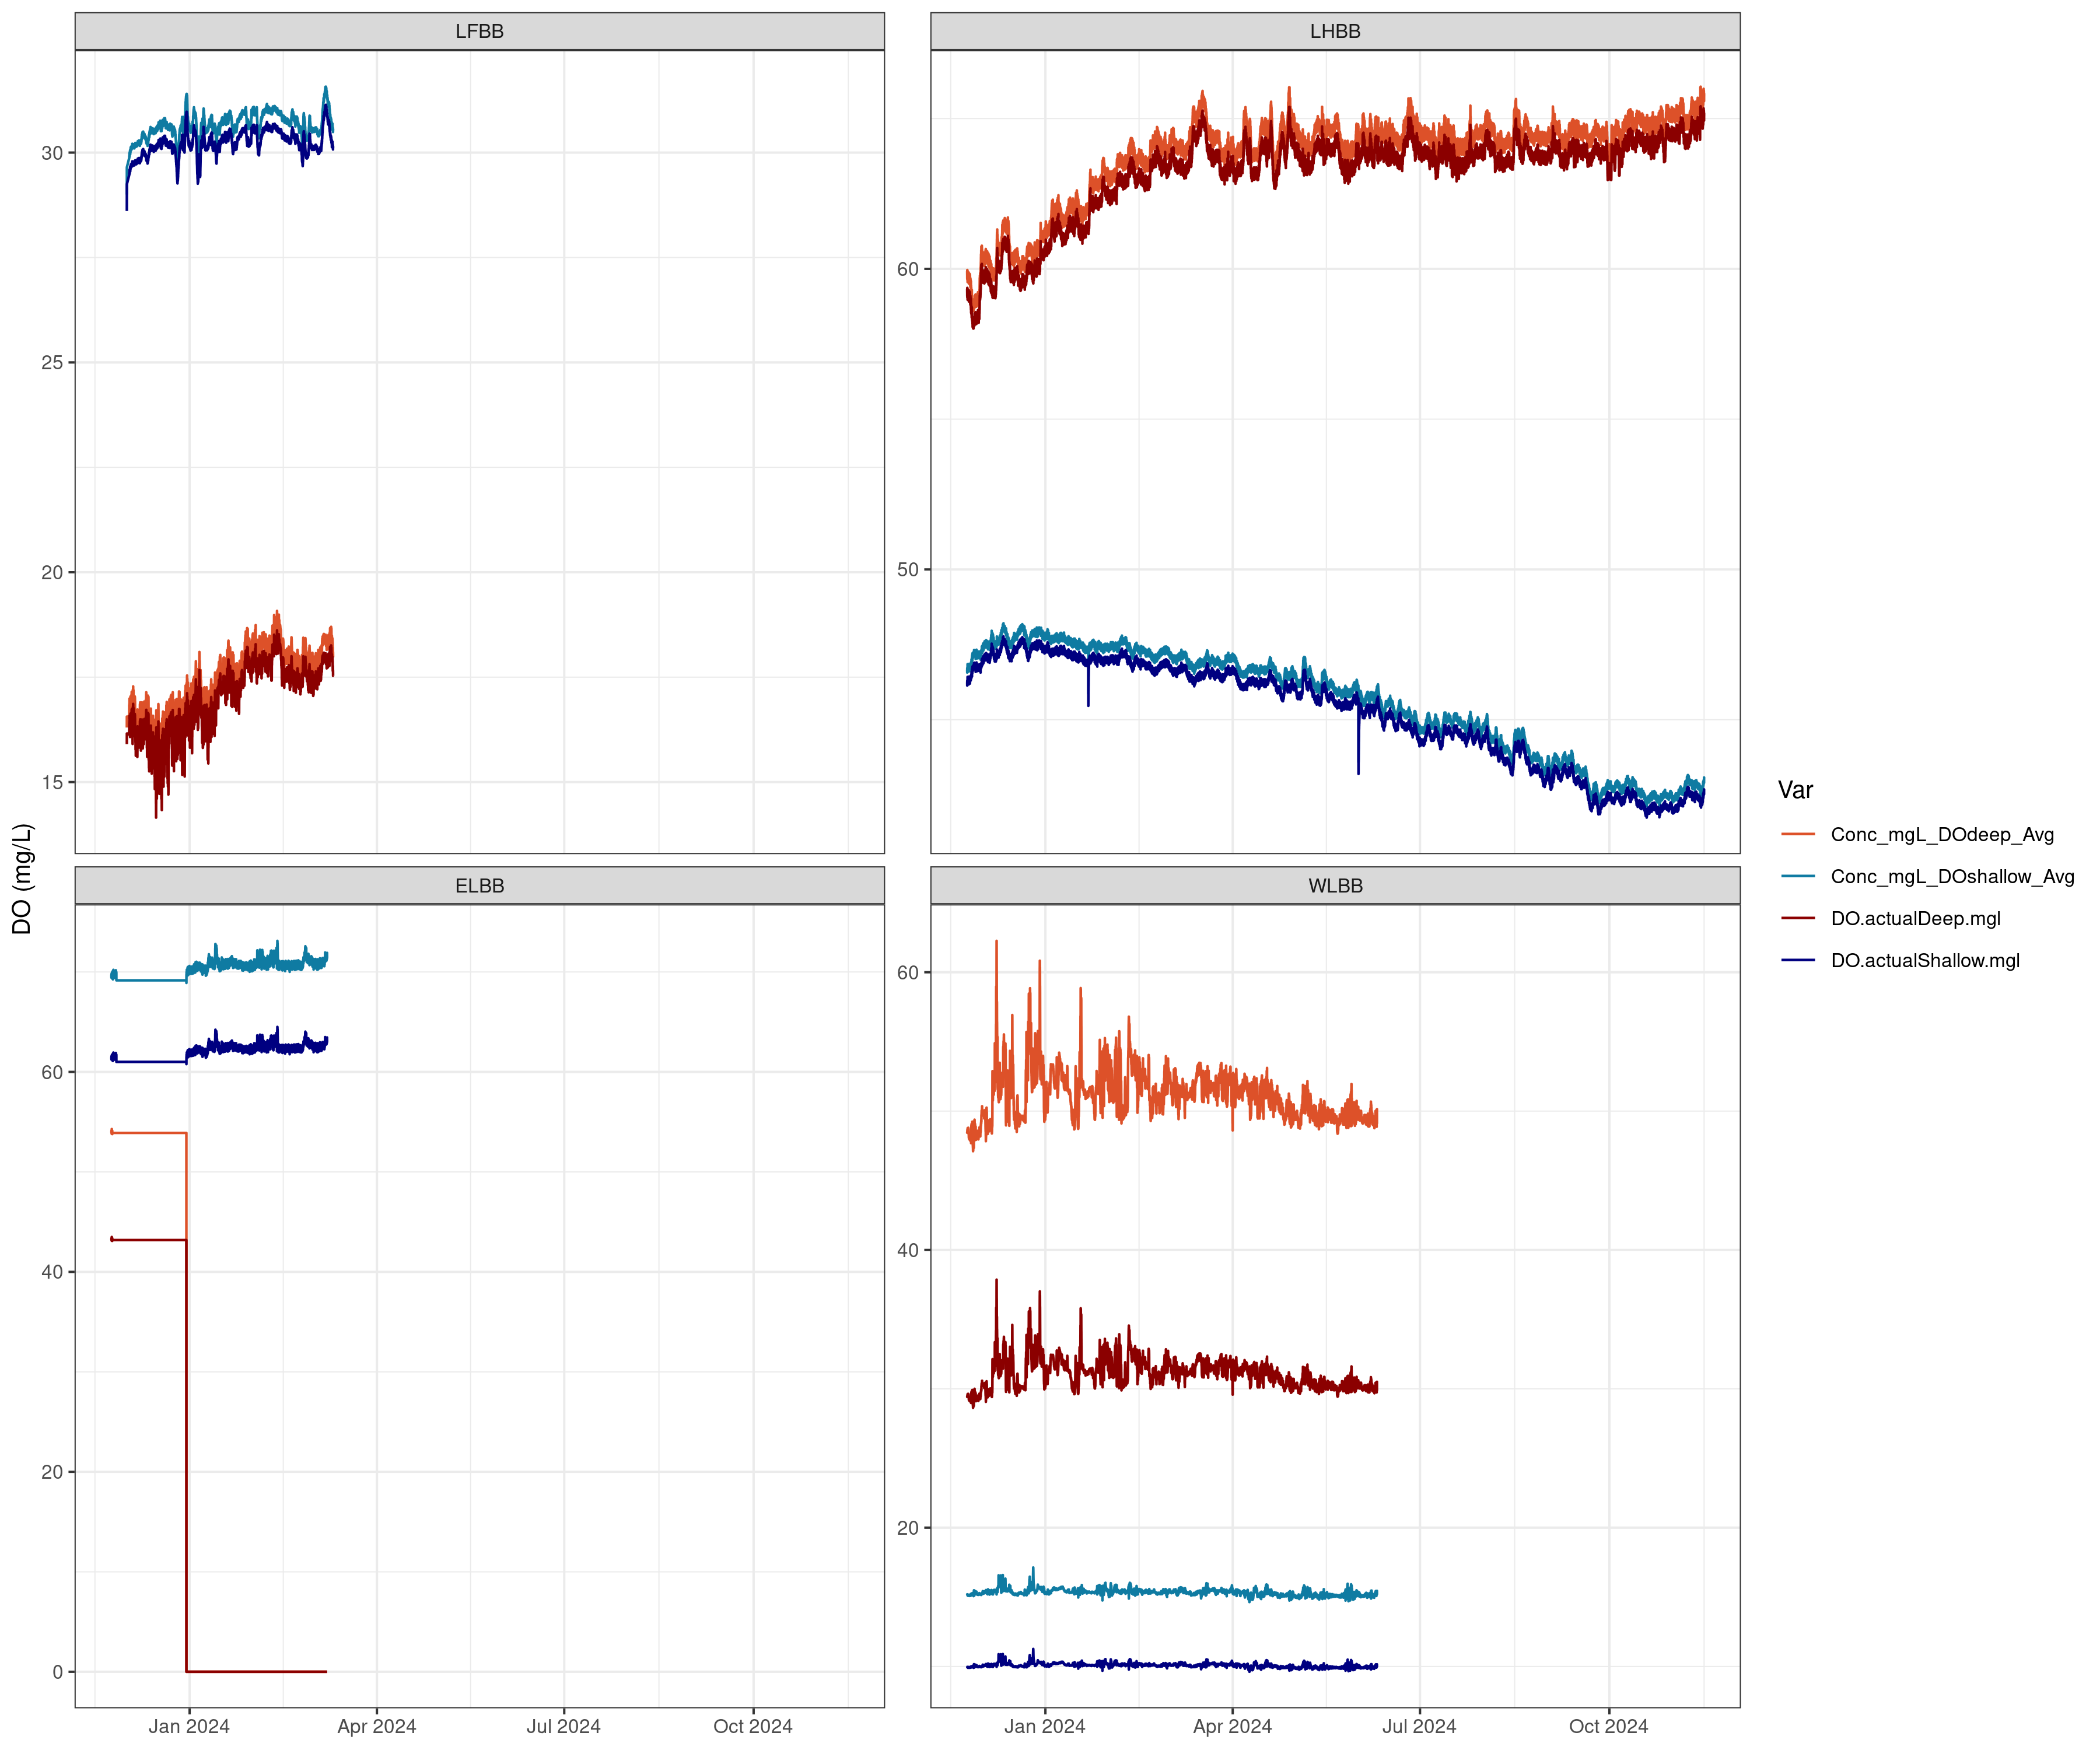 LFBB
LHBB
30
25
20
15
60
50
DO (mg/L)
ELBB
WLBB
60
40
20
0
60
40
20
Jan 2024
Apr 2024
Jul 2024
Oct 2024
Jan 2024
Apr 2024
Jul 2024
Oct 2024
Var
Conc_mgL_DOdeep_Avg
Conc_mgL_DOshallow_Avg
DO.actualDeep.mgl
DO.actualShallow.mgl